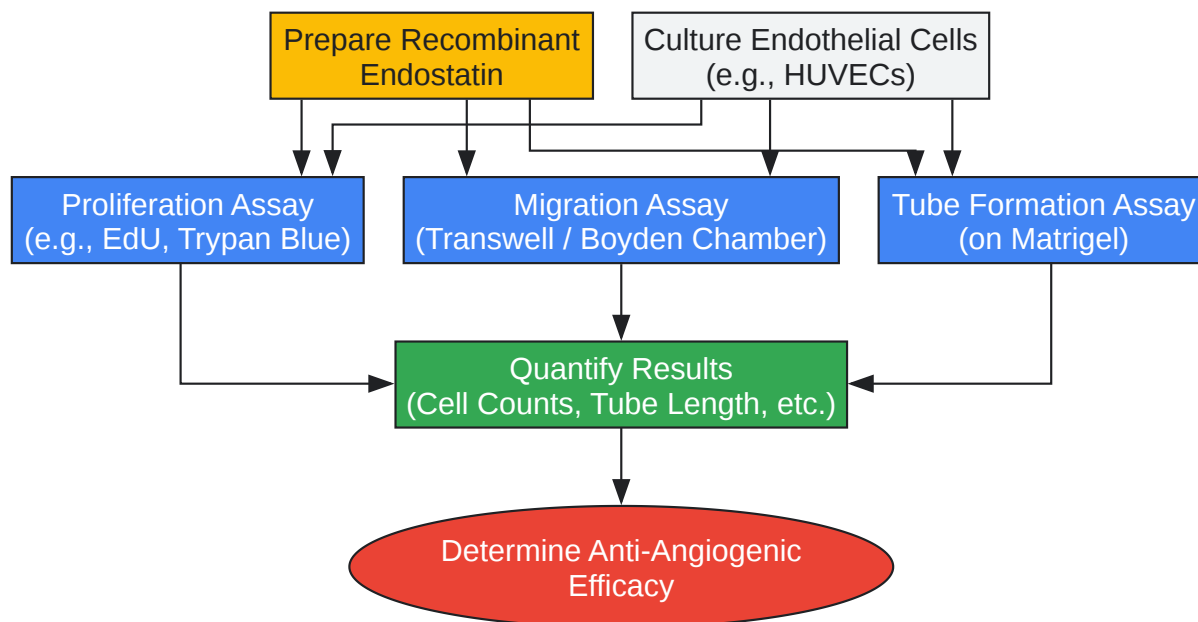 Prepare Recombinant
Endostatin
Culture Endothelial Cells
(e.g., HUVECs)
Proliferation Assay
(e.g., EdU, Trypan Blue)
Migration Assay
(Transwell / Boyden Chamber)
Tube Formation Assay
(on Matrigel)
Quantify Results
(Cell Counts, Tube Length, etc.)
Determine Anti-Angiogenic
Efficacy